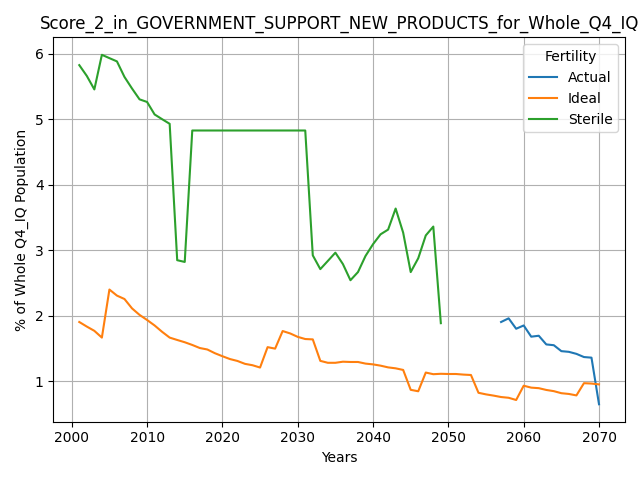 Score_2_in_GOVERNMENT_SUPPORT_NEW_PRODUCTS_for_Whole_Q4_IQ
Fertility
Actual
Ideal
Sterile
% of Whole Q4_IQ Population
6
5
4
3
2
1
2000 2010 2020 2030 2040 2050 2060 2070
Years